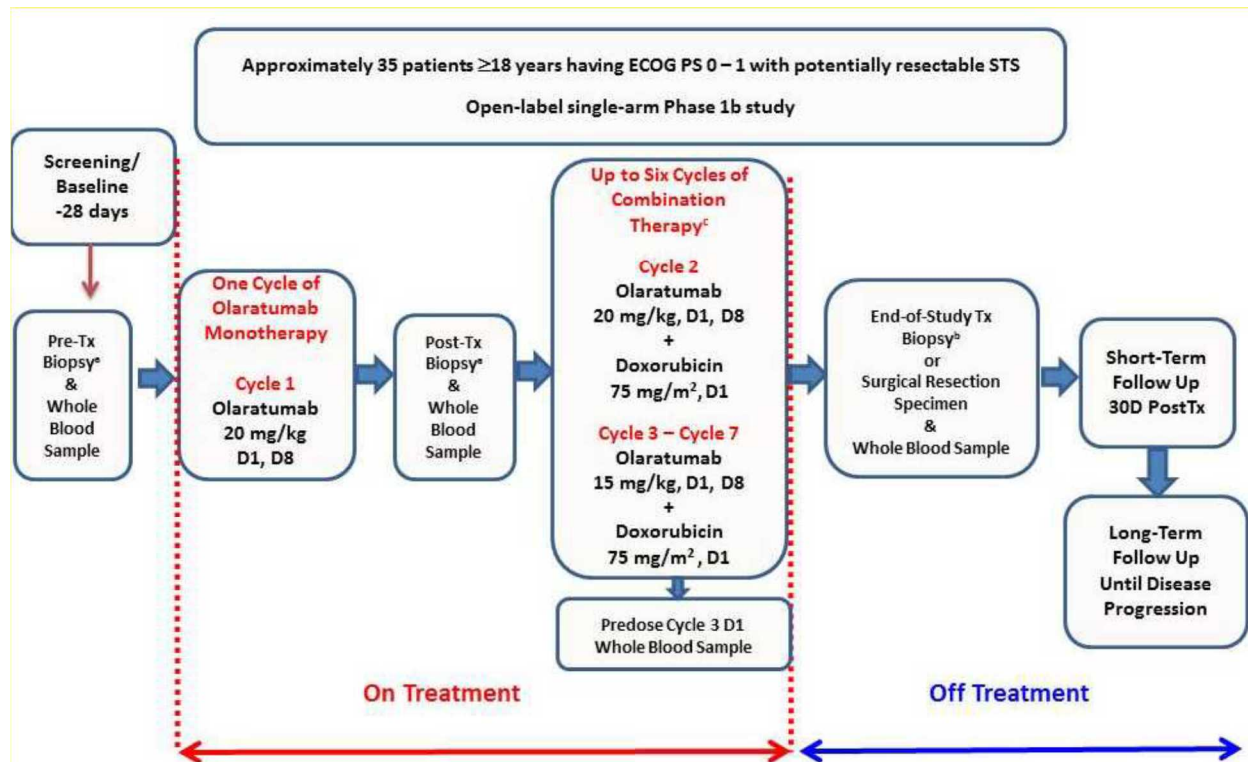 Approximately 35 patients ≥18 years having ECOG PS 0 – 1 with potentially resectable STS
Open-label single-arm Phase 1b study
Screening/
Baseline
-28 days
Pre-Tx
Biopsyᵃ
&
Whole
Blood
Sample
One Cycle of
Olaratumab
Monotherapy
Cycle 1
Olaratumab
20 mg/kg
D1, D8
Post-Tx
Biopsyᵃ
&
Whole
Blood
Sample
Up to Six Cycles of
Combination
Therapyᶜ
Cycle 2
Olaratumab
20 mg/kg, D1, D8
+
Doxorubicin
75 mg/m², D1
Cycle 3 – Cycle 7
Olaratumab
15 mg/kg, D1, D8
+
Doxorubicin
75 mg/m², D1
Predose Cycle 3 D1
Whole Blood Sample
End-of-Study Tx
Biopsyᵇ
or
Surgical Resection
Specimen
&
Whole Blood Sample
Short-Term
Follow Up
30D PostTx
Long-Term
Follow Up
Until Disease
Progression
On Treatment
Off Treatment